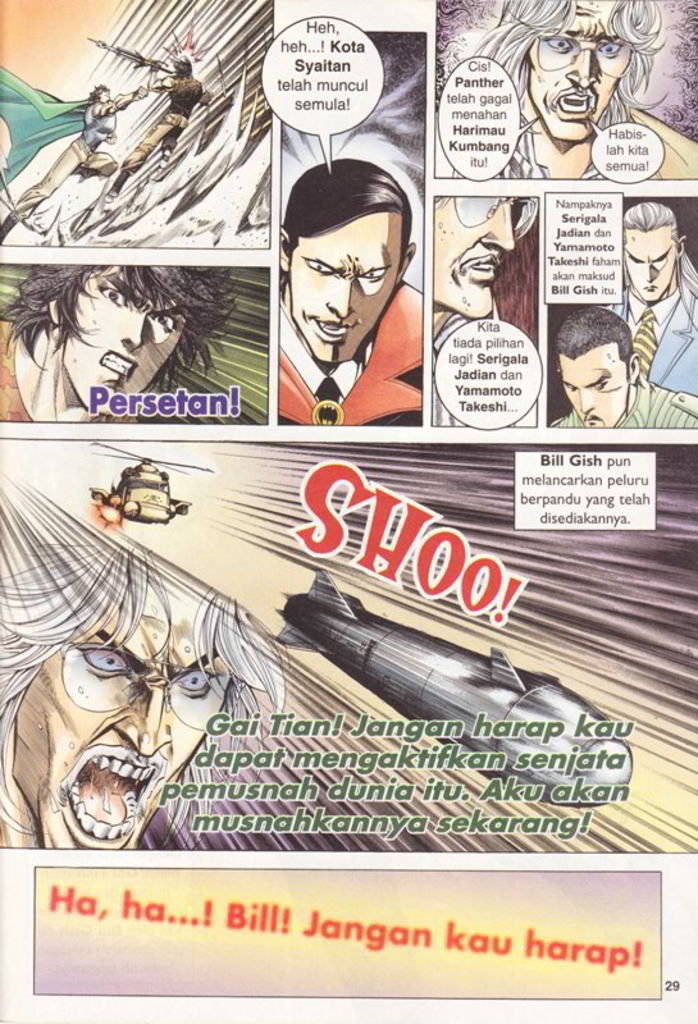 Heh,
heh...! Kota
Syaitan
telah muncul
semula!
Cis!
Panther
telah gagal
menahan
Harimau
Kumbang
itu!
Habis-
lah kita
semua!
Persetan!
Kita
tiada pilihan
lagi! Serigala
Jadian dan
Yamamoto
Takeshi...
Nampaknya
Serigala
Jadian dan
Yamamoto
Takeshi faham
akan maksud
Bill Gish itu.
Bill Gish pun
melancarkan peluru
berpandu yang telah
disediakannya.
SHOO!
Gai Tian! Jangan harap kau
dapat mengaktifkan senjata
pemusnah dunia itu. Aku akan
musnahkannya sekarang!
Ha, ha...! Bill! Jangan kau harap!
29